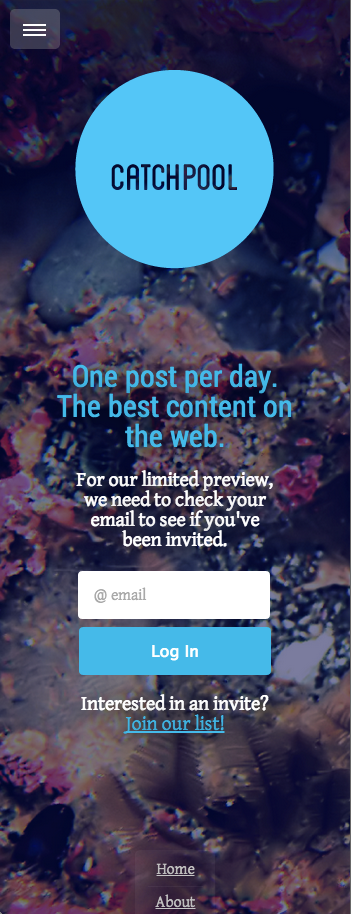 CATCHPOOL
One post per day.
The best content on
the web.
For our limited preview,
we need to check your
email to see if you've
been invited.
@ email
Log In
Interested in an invite?
Join our list!
Home
About